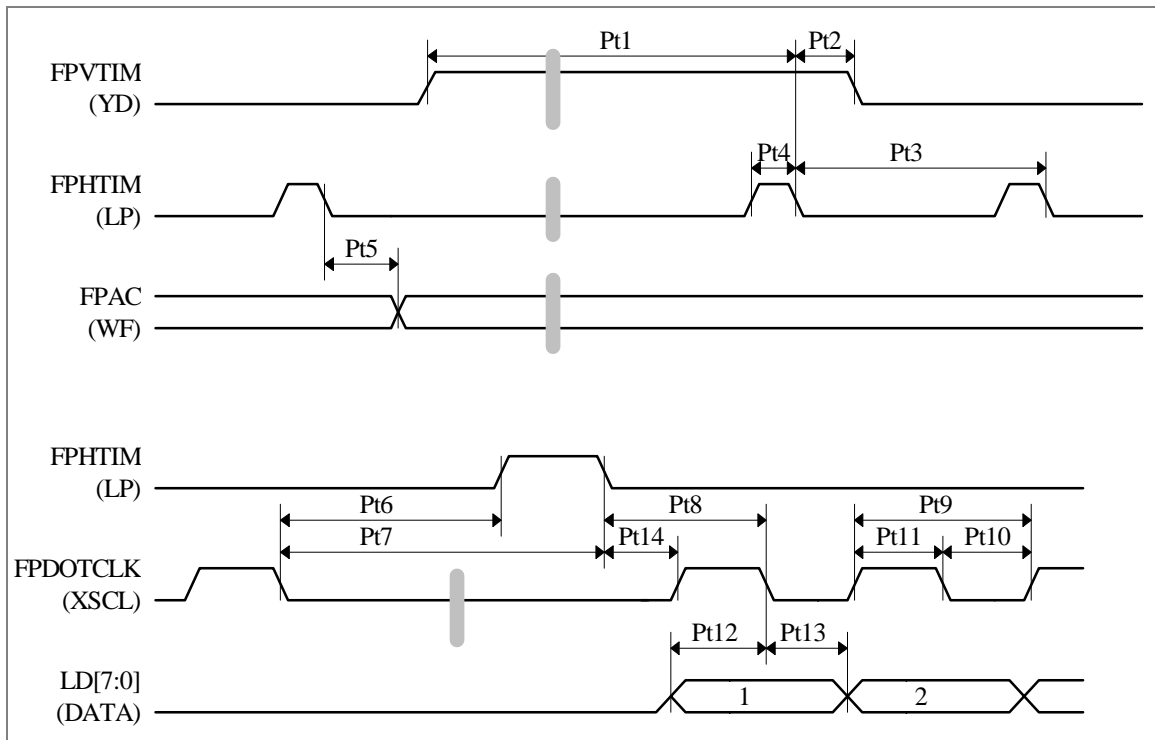 Pt1
Pt2
FPVTIM
(YD)
Pt4
Pt3
FPHTIM
(LP)
Pt5
FPAC
(WF)
FPHTIM
(LP)
Pt6
Pt8
Pt9
Pt7
Pt14
Pt11
Pt10
FPDOTCLK
(XSCL)
Pt12
Pt13
LD[7:0]
(DATA)
1
2